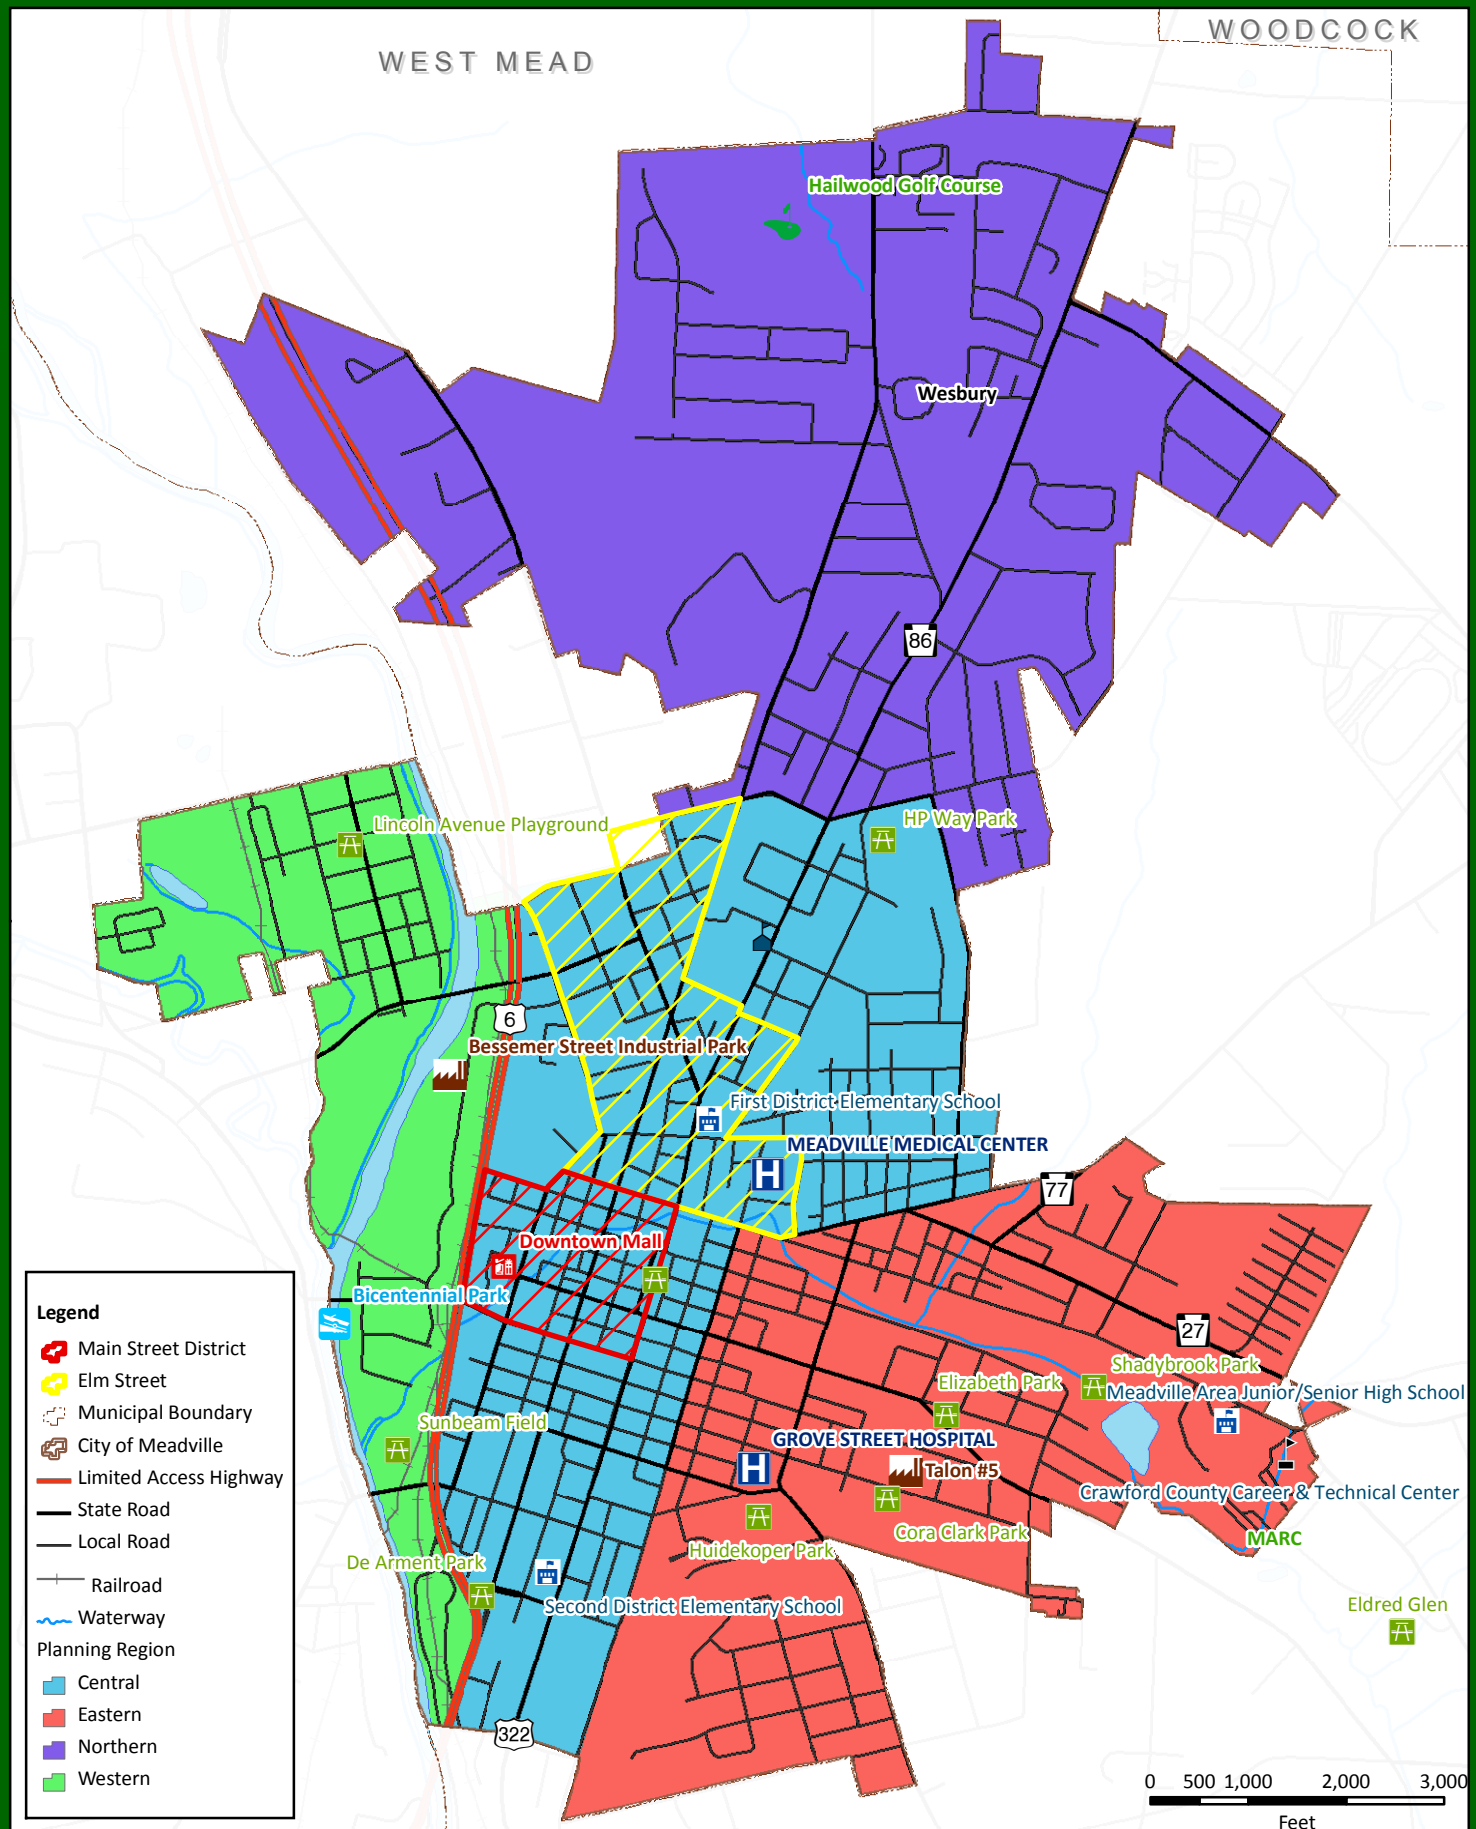 WOODCOCK
WEST MEAD
Hailwood Golf Course
Wesbury
86
Lincoln Avenue Playground
HP Way Park
6
Bessemer Street Industrial Park
First District Elementary School
MEADVILLE MEDICAL CENTER
H
77
Downtown Mall
Bicentennial Park
27
Shadybrook Park
Elizabeth Park
Meadville Area Junior/Senior High School
Sunbeam Field
GROVE STREET HOSPITAL
H
Talon #5
Crawford County Career & Technical Center
Cora Clark Park
MARC
Huidekoper Park
De Arment Park
Second District Elementary School
Eldred Glen
322
Legend
Main Street District
Elm Street
Municipal Boundary
City of Meadville
Limited Access Highway
State Road
Local Road
Railroad
Waterway
Planning Region
Central
Eastern
Northern
Western
0 500 1,000 2,000 3,000
Feet